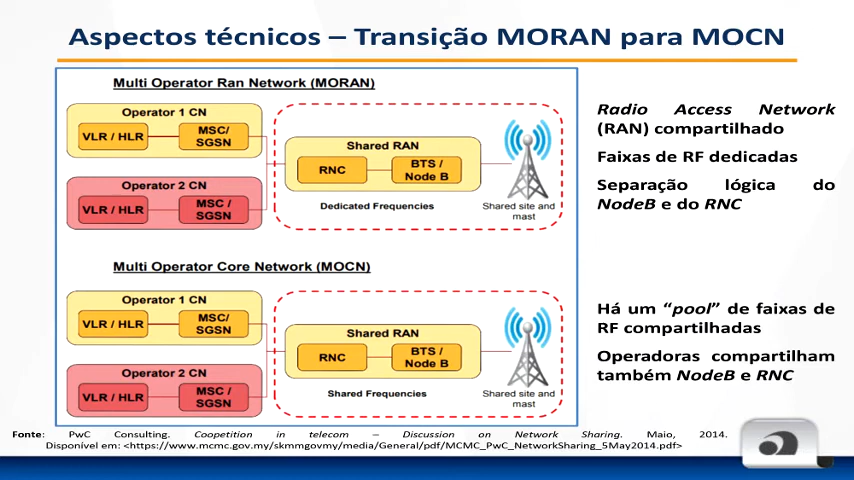 Aspectos técnicos – Transição MORAN para MOCN
Multi Operator Ran Network (MORAN)
Operator 1 CN
VLR / HLR
MSC/
SGSN
Operator 2 CN
VLR / HLR
MSC /
SGSN
Shared RAN
RNC
BTS /
Node B
Dedicated Frequencies
Shared site and
mast
Radio Access Network
(RAN) compartilhado
Faixas de RF dedicadas
Separação lógica do
NodeB e do RNC
Multi Operator Core Network (MOCN)
Operator 1 CN
VLR / HLR
MSC/
SGSN
Operator 2 CN
VLR / HLR
MSC /
SGSN
Shared RAN
RNC
BTS /
Node B
Shared Frequencies
Shared site and
mast
Há um “pool” de faixas de
RF compartilhadas
Operadoras compartilham
também NodeB e RNC
Fonte: PwC Consulting. Coopetition in telecom – Discussion on Network Sharing. Maio, 2014.
Disponível em: <https://www.mcmc.gov.my/skmmgovmy/media/General/pdf/MCMC_PwC_NetworkSharing_5May2014.pdf>